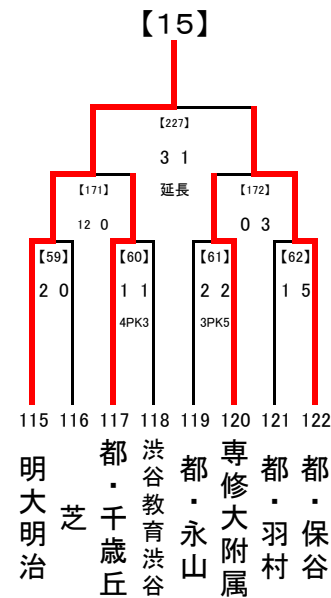 【15】
【227】
3 1
延長
【171】
12 0
【172】
0 3
【59】
2 0
【60】
1 1
4PK3
【61】
2 2
3PK5
【62】
1 5
115 116 117 118 119 120 121 122
明大明治
芝
都・千歳丘
渋谷教育渋谷
都・永山
専修大附属
都・羽村
都・保谷